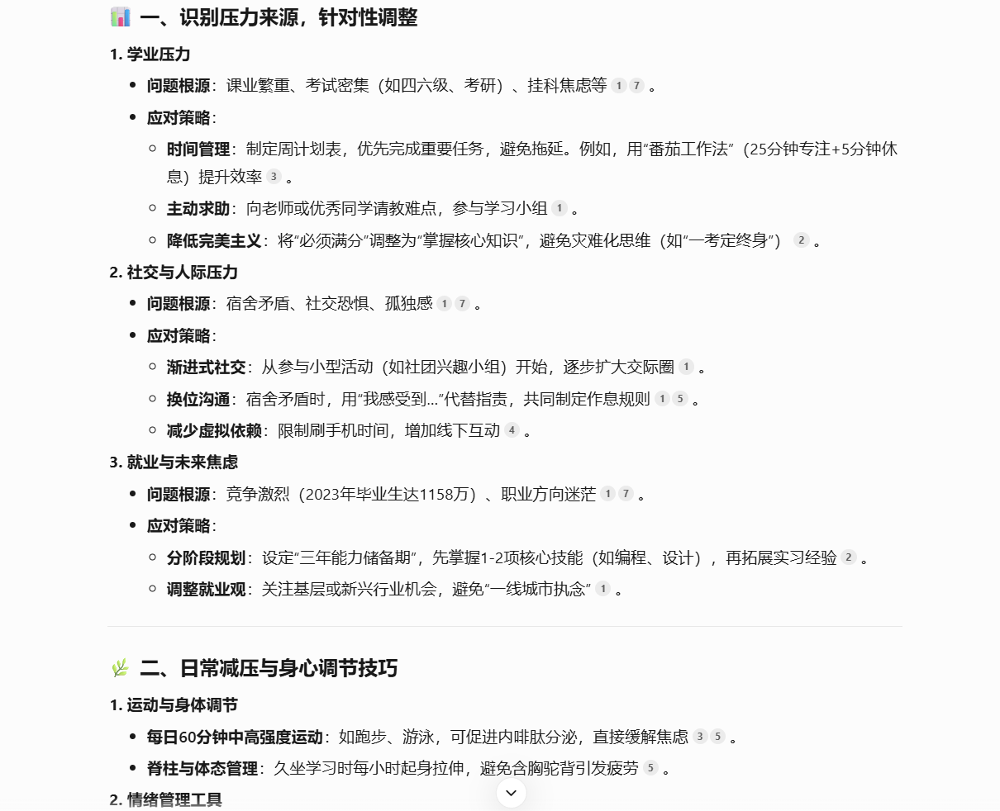 一、识别压力来源，针对性调整
1. 学业压力
• 问题根源：课业繁重、考试密集（如四六级、考研）、挂科焦虑等 1 7 。
• 应对策略：
◦ 时间管理：制定周计划表，优先完成重要任务，避免拖延。例如，用“番茄工作法”（25分钟专注+5分钟休
息）提升效率 3 。
◦ 主动求助：向老师或优秀同学请教难点，参与学习小组 1 。
◦ 降低完美主义：将“必须满分”调整为“掌握核心知识”，避免灾难化思维（如“一考定终身”） 2 。
2. 社交与人际压力
• 问题根源：宿舍矛盾、社交恐惧、孤独感 1 7 。
• 应对策略：
◦ 渐进式社交：从参与小型活动（如社团兴趣小组）开始，逐步扩大交际圈 1 。
◦ 换位沟通：宿舍矛盾时，用“我感受到...”代替指责，共同制定作息规则 1 5 。
◦ 减少虚拟依赖：限制刷手机时间，增加线下互动 4 。
3. 就业与未来焦虑
• 问题根源：竞争激烈（2023年毕业生达1158万）、职业方向迷茫 1 7 。
• 应对策略：
◦ 分阶段规划：设定“三年能力储备期”，先掌握1-2项核心技能（如编程、设计），再拓展实习经验 2 。
◦ 调整就业观：关注基层或新兴行业机会，避免“一线城市执念” 1 。
二、日常减压与身心调节技巧
1. 运动与身体调节
• 每日60分钟中高强度运动：如跑步、游泳，可促进内啡肽分泌，直接缓解焦虑 3 5 。
• 脊柱与体态管理：久坐学习时每小时起身拉伸，避免含胸驼背引发疲劳 5 。
2. 情绪管理工具